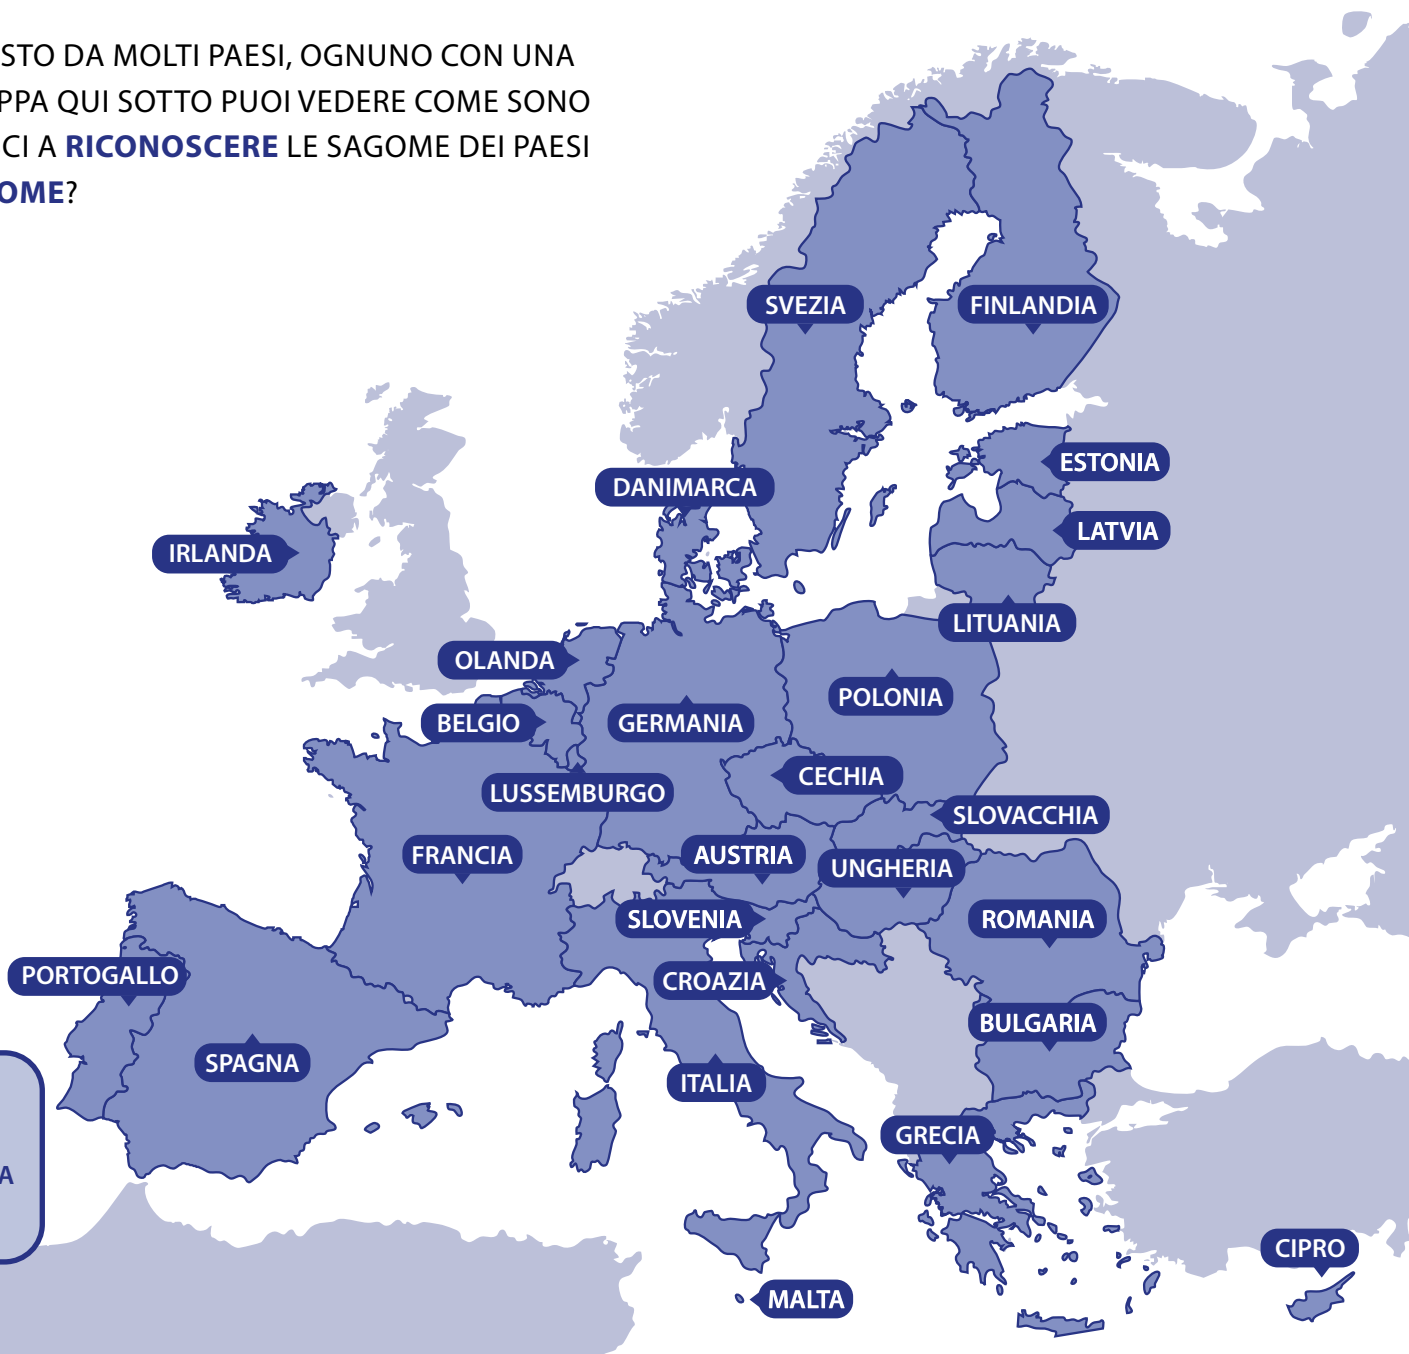 STO DA MOLTI PAESI, OGNUNO CON UNA
PPA QUI SOTTO PUOI VEDERE COME SONO
CI A RICONOSCERE LE SAGOME DEI PAESI
OME?
SVEZIA
FINLANDIA
ESTONIA
DANIMARCA
LATVIA
IRLANDA
LITUANIA
OLANDA
POLONIA
BELGIO
GERMANIA
CECHIA
LUSSEMBURGO
SLOVACCHIA
FRANCIA
AUSTRIA
UNGHERIA
SLOVENIA
ROMANIA
PORTOGALLO
CROAZIA
BULGARIA
SPAGNA
ITALIA
GRECIA
A
CIPRO
MALTA